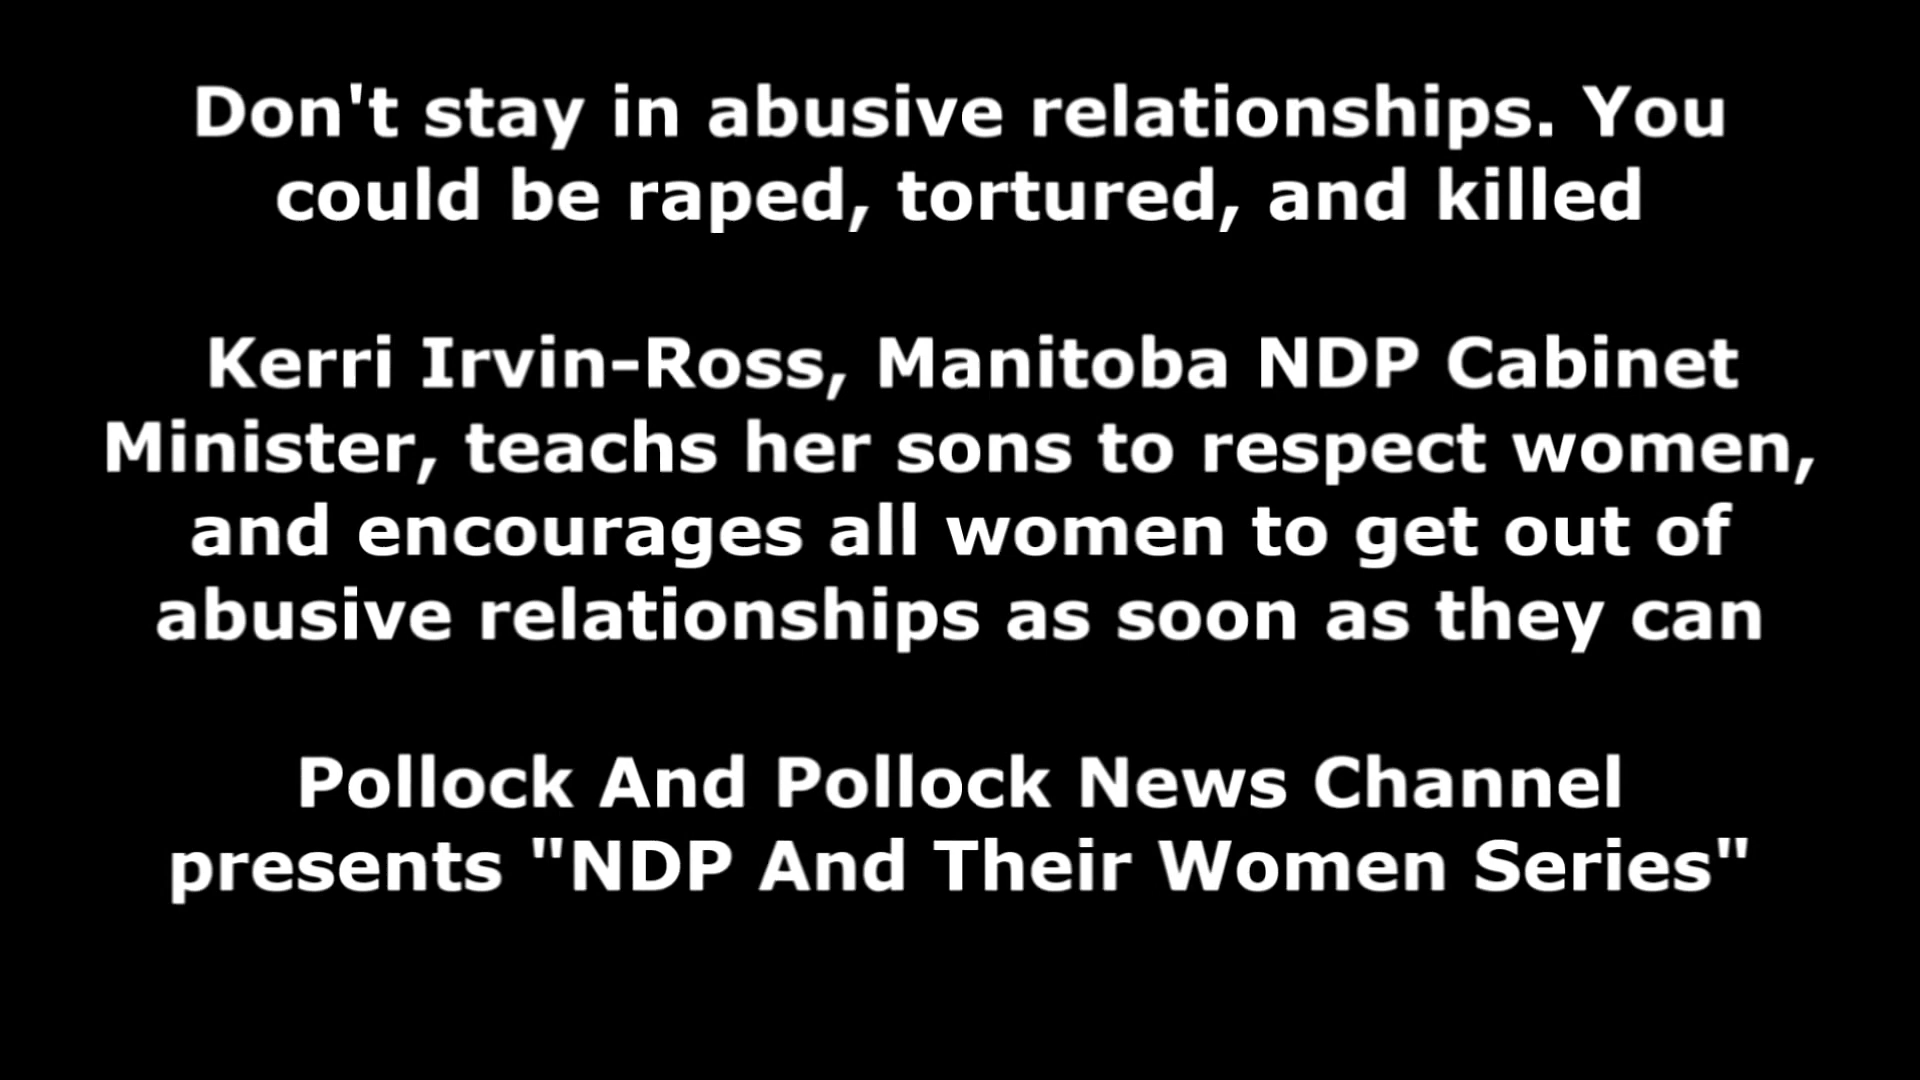 Don't stay in abusive relationships. You
could be raped, tortured, and killed
Kerri Irvin-Ross, Manitoba NDP Cabinet
Minister, teachs her sons to respect women,
and encourages all women to get out of
abusive relationships as soon as they can
Pollock And Pollock News Channel
presents "NDP And Their Women Series"